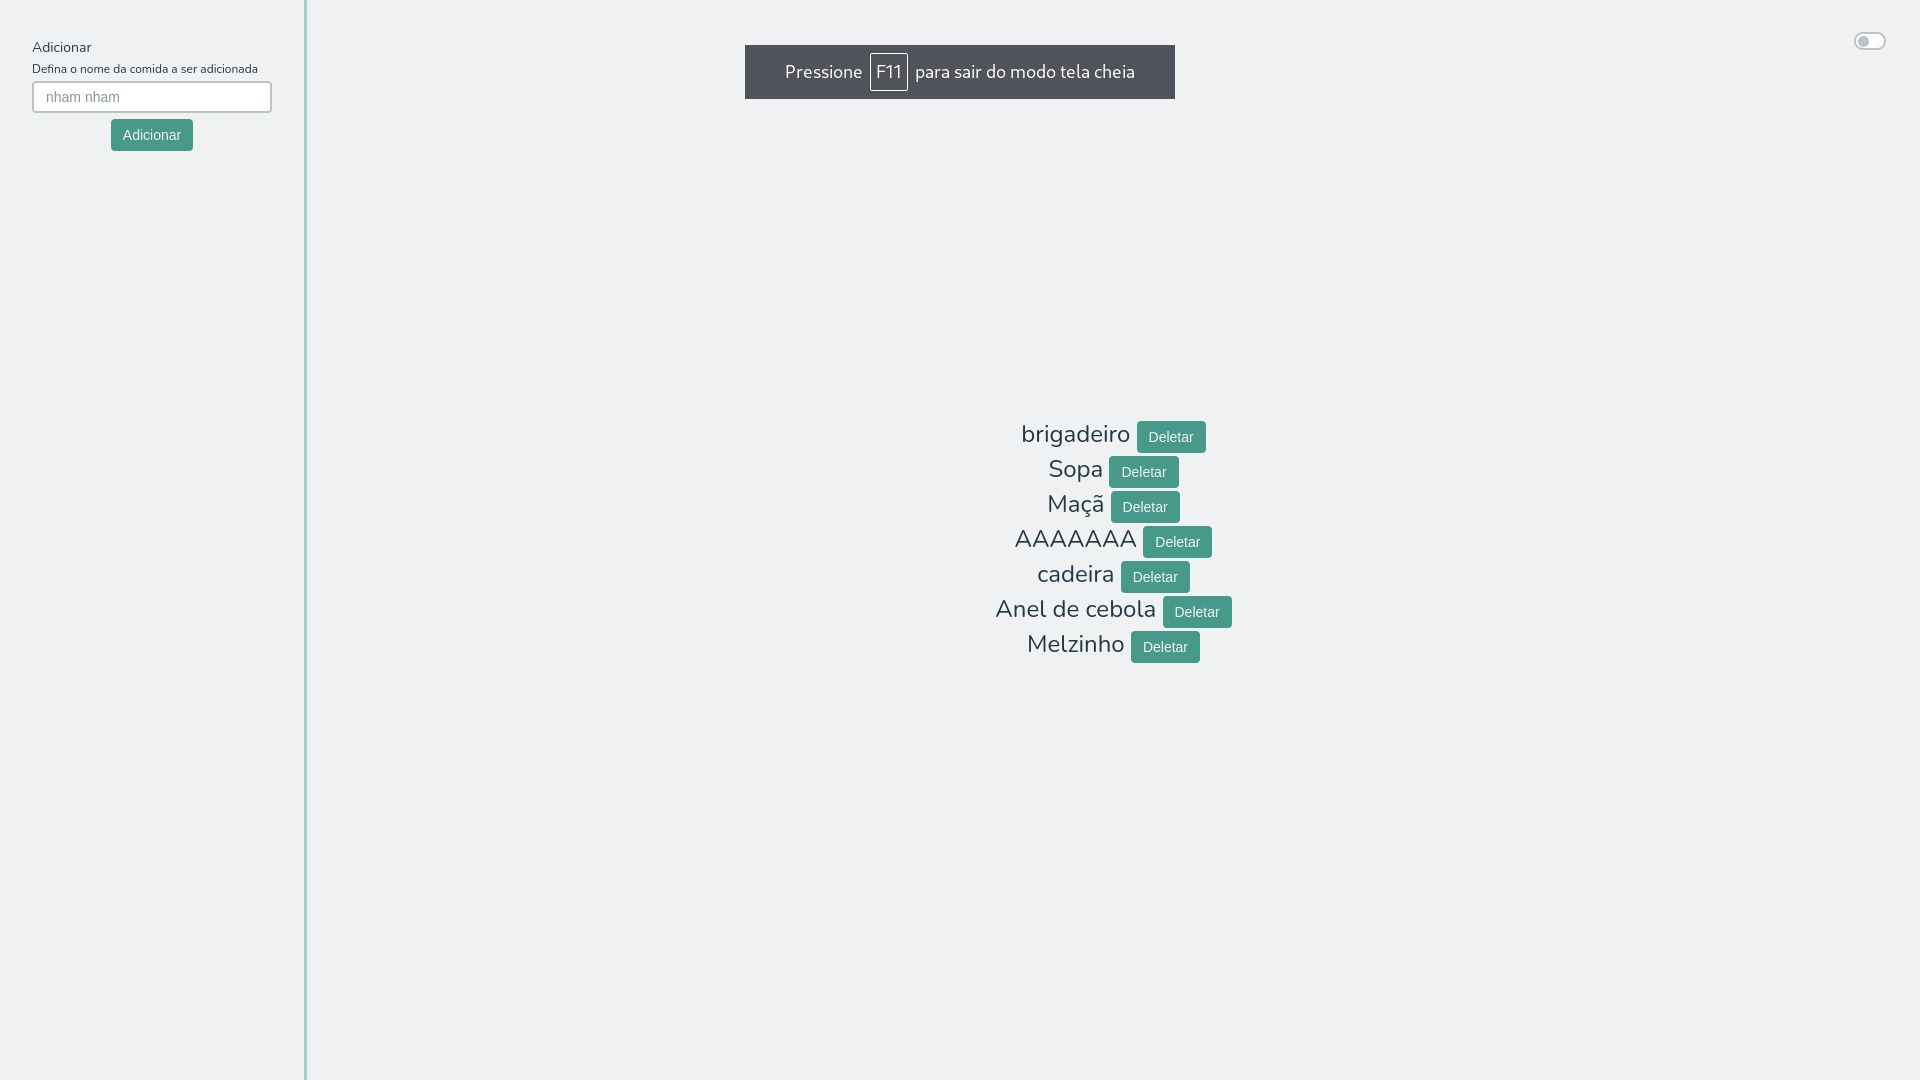 Adicionar
Defina o nome da comida a ser adicionada
nham nham
Adicionar
Pressione F11 para sair do modo tela cheia
brigadeiro Deletar
Sopa Deletar
Maçã Deletar
AAAAAAA Deletar
cadeira Deletar
Anel de cebola Deletar
Melzinho Deletar